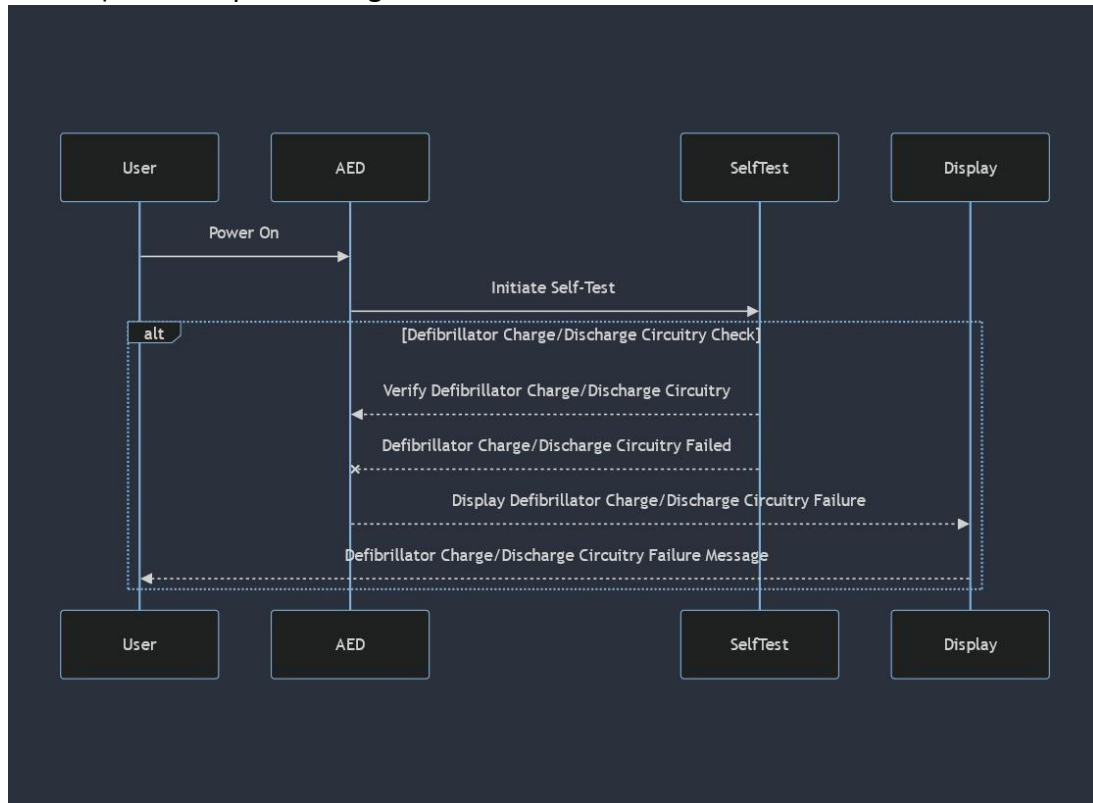 User
AED
SelfTest
Display
Power On
Initiate Self-Test
alt
[Defibrillator Charge/Discharge Circuitry Check]
Verify Defibrillator Charge/Discharge Circuitry
Defibrillator Charge/Discharge Circuitry Failed
Display Defibrillator Charge/Discharge Circuitry Failure
Defibrillator Charge/Discharge Circuitry Failure Message
User
AED
SelfTest
Display